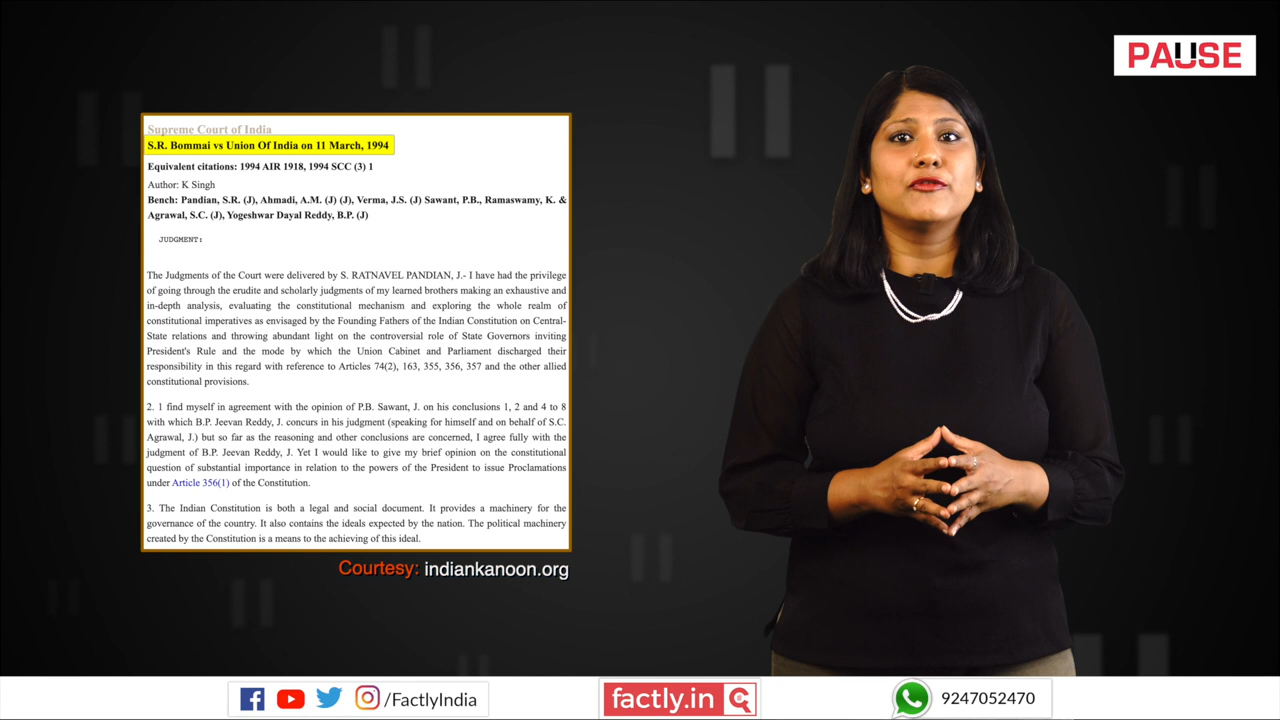 PAUSE
Supreme Court of India
S.R. Bommai vs Union Of India on 11 March, 1994
Equivalent citations: 1994 AIR 1918, 1994 SCC (3) 1
Author: K Singh
Bench: Pandian, S.R. (J), Ahmadi, A.M. (J) (J), Verma, J.S. (J) Sawant, P.B., Ramaswamy, K. &
Agrawal, S.C. (J), Yogeshwar Dayal Reddy, B.P. (J)
JUDGMENT:
The Judgments of the Court were delivered by S. RATNAVEL PANDIAN, J.- I have had the privilege
of going through the erudite and scholarly judgments of my learned brothers making an exhaustive and
in-depth analysis, evaluating the constitutional mechanism and exploring the whole realm of
constitutional imperatives as envisaged by the Founding Fathers of the Indian Constitution on Central-
State relations and throwing abundant light on the controversial role of State Governors inviting
President's Rule and the mode by which the Union Cabinet and Parliament discharged their
responsibility in this regard with reference to Articles 74(2), 163, 355, 356, 357 and the other allied
constitutional provisions.
2. 1 find myself in agreement with the opinion of P.B. Sawant, J. on his conclusions 1, 2 and 4 to 8
with which B.P. Jeevan Reddy, J. concurs in his judgment (speaking for himself and on behalf of S.C.
Agrawal, J.) but so far as the reasoning and other conclusions are concerned, I agree fully with the
judgment of B.P. Jeevan Reddy, J. Yet I would like to give my brief opinion on the constitutional
question of substantial importance in relation to the powers of the President to issue Proclamations
under Article 356(1) of the Constitution.
3. The Indian Constitution is both a legal and social document. It provides a machinery for the
governance of the country. It also contains the ideals expected by the nation. The political machinery
created by the Constitution is a means to the achieving of this ideal.
Courtesy: indiankanoon.org
/FactlyIndia
factly.in
9247052470